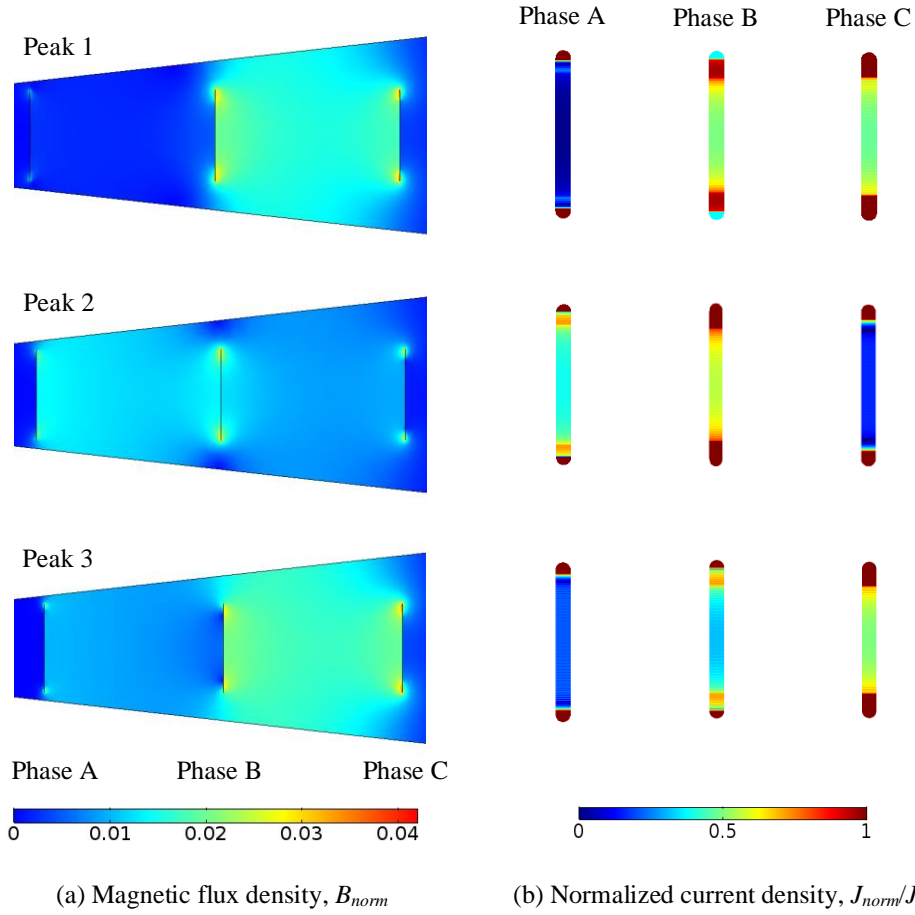 Phase A Phase B Phase C
Peak 1
Peak 2
Peak 3
Phase A Phase B Phase C
0 0.01 0.02 0.03 0.04
0 0.5 1
(a) Magnetic flux density, Bnorm
(b) Normalized current density, Jnorm/J